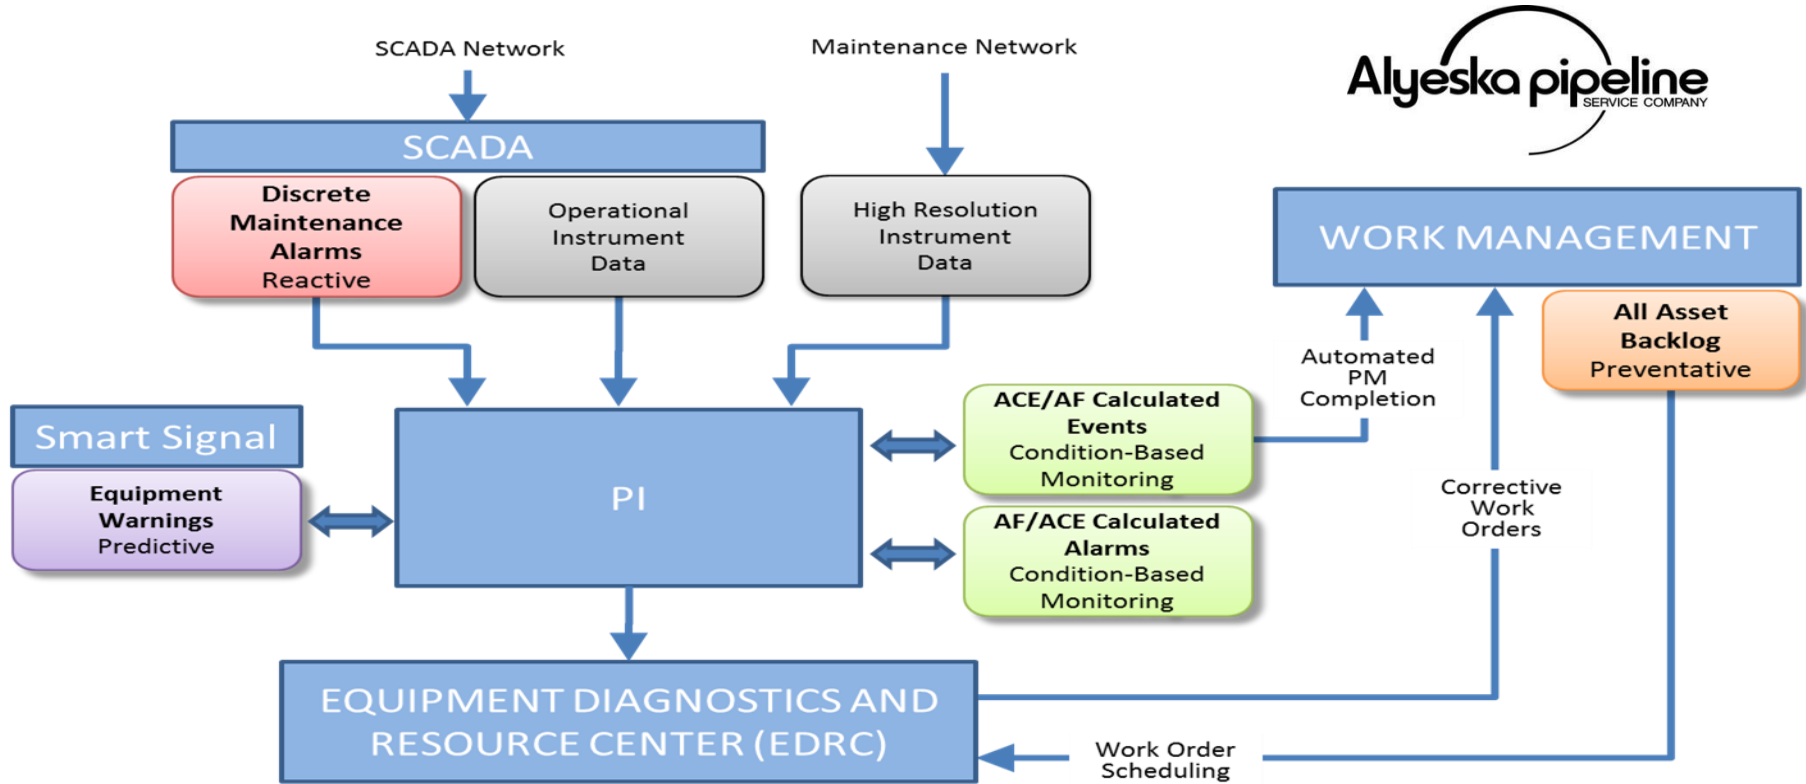 SCADA Network
Maintenance Network
Alyeska pipeline
SERVICE COMPANY
SCADA
Discrete
Maintenance
Alarms
Reactive
Operational
Instrument
Data
High Resolution
Instrument
Data
WORK MANAGEMENT
All Asset
Backlog
Preventative
Automated
PM
Completion
Smart Signal
Equipment
Warnings
Predictive
PI
ACE/AF Calculated
Events
Condition-Based
Monitoring
AF/ACE Calculated
Alarms
Condition-Based
Monitoring
Corrective
Work
Orders
EQUIPMENT DIAGNOSTICS AND
RESOURCE CENTER (EDRC)
Work Order
Scheduling